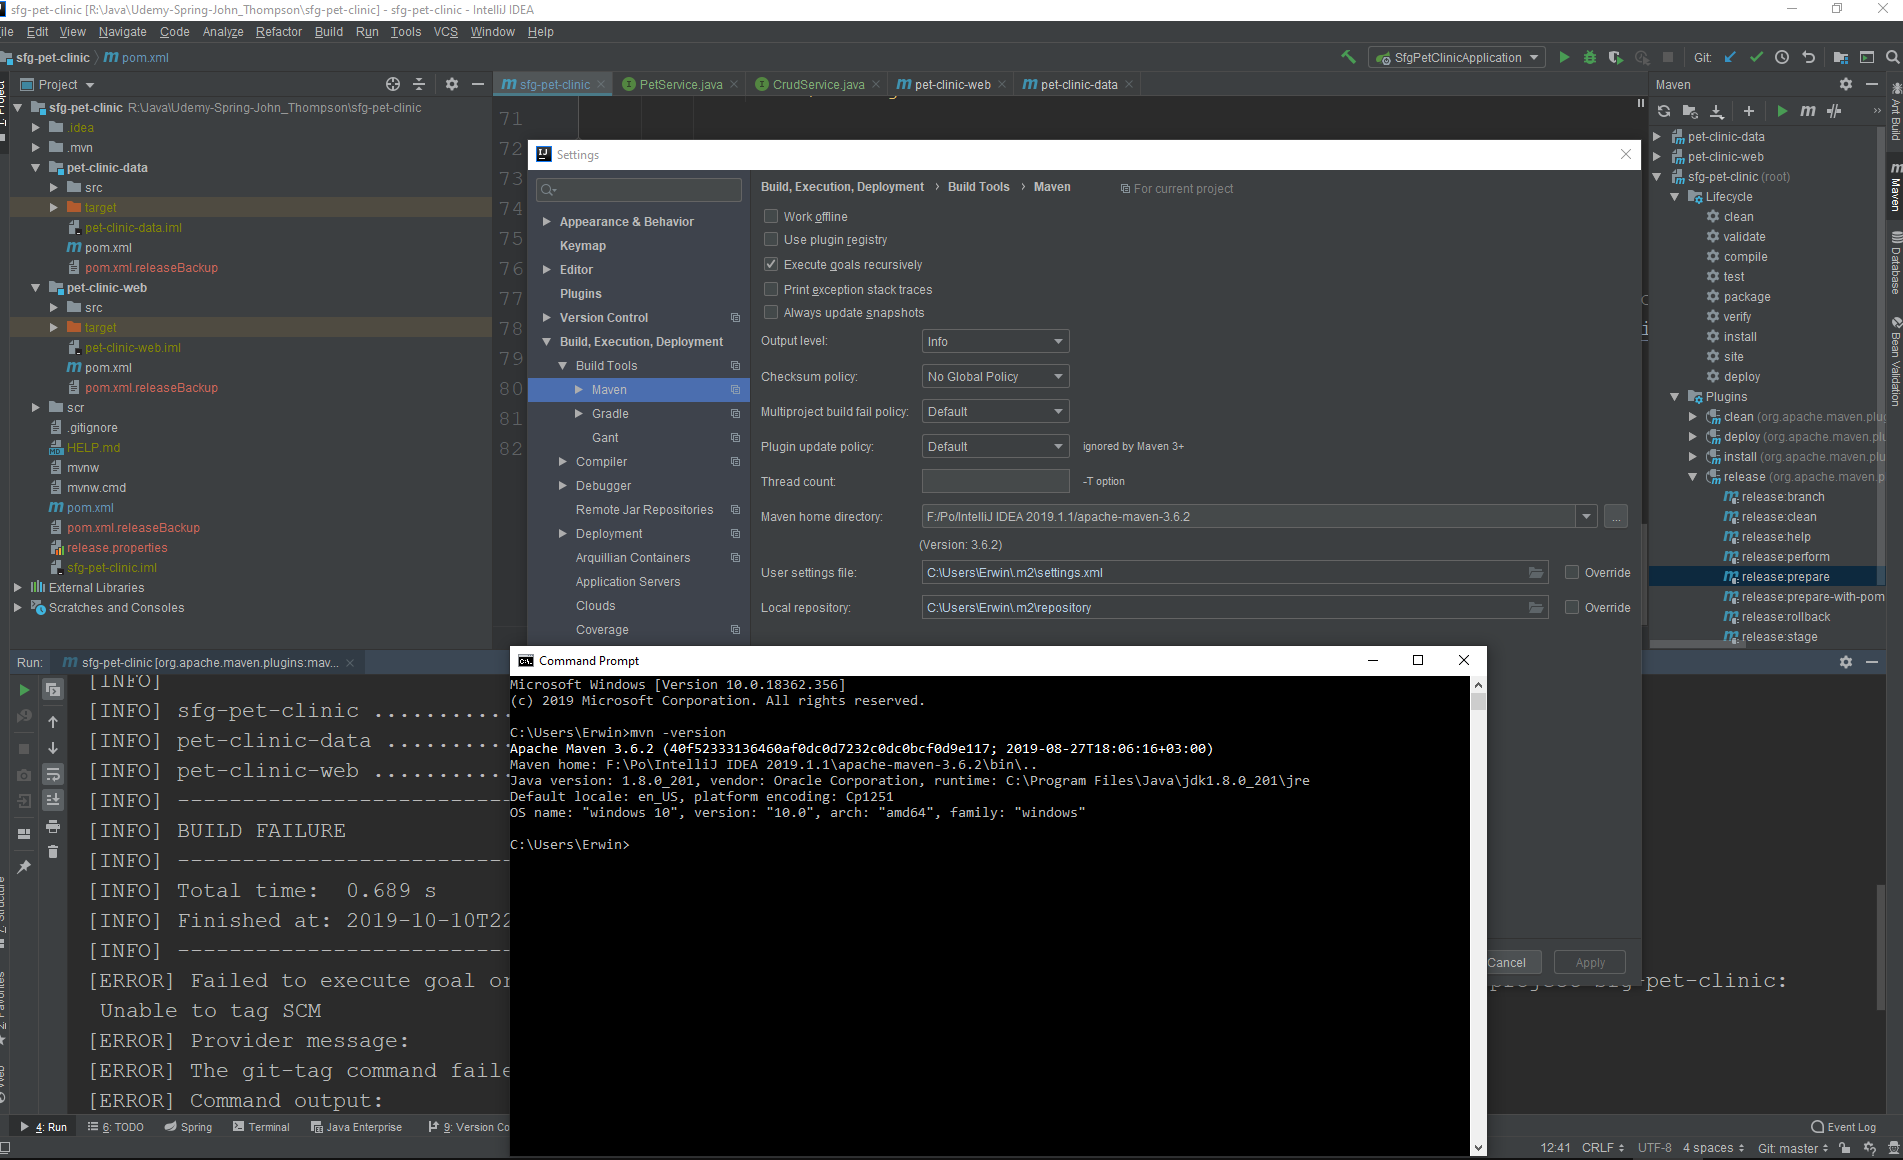 sfg-pet-clinic [R:\Java\Udemy-Spring-John_Thompson\sfg-pet-clinic] - sfg-pet-clinic - IntelliJ IDEA
ile Edit View Navigate Code Analyze Refactor Build Run Tools VCS Window Help
sfg-pet-clinic pom.xml
SfgPetClinicApplication Git:
Project
sfg-pet-clinic PetService.java CrudService.java pet-clinic-web pet-clinic-data
Maven
sfg-pet-clinic R:\Java\Udemy-Spring-John_Thompson\sfg-pet-clinic
.idea
.mvn
pet-clinic-data
src
target
pet-clinic-data.iml
pom.xml
pom.xml.releaseBackup
pet-clinic-web
src
target
pet-clinic-web.iml
pom.xml
pom.xml.releaseBackup
scr
.gitignore
HELP.md
mvnw
mvnw.cmd
pom.xml
pom.xml.releaseBackup
release.properties
sfg-pet-clinic.iml
External Libraries
Scratches and Consoles
71
72
73
74
75
76
77
78
79
80
81
82
Settings
Appearance & Behavior
Keymap
Editor
Plugins
Version Control
Build, Execution, Deployment
Build Tools
Maven
Gradle
Gant
Compiler
Debugger
Remote Jar Repositories
Deployment
Arquillian Containers
Application Servers
Clouds
Coverage
Build, Execution, Deployment › Build Tools › Maven For current project
Work offline
Use plugin registry
Execute goals recursively
Print exception stack traces
Always update snapshots
Output level: Info
Checksum policy: No Global Policy
Multiproject build fail policy: Default
Plugin update policy: Default ignored by Maven 3+
Thread count: -T option
Maven home directory: F:/Po/IntelliJ IDEA 2019.1.1/apache-maven-3.6.2 ...
(Version: 3.6.2)
User settings file: C:\Users\Erwin\.m2\settings.xml Override
Local repository: C:\Users\Erwin\.m2\repository Override
Cancel Apply
pet-clinic-data
pet-clinic-web
sfg-pet-clinic (root)
Lifecycle
clean
validate
compile
test
package
verify
install
site
deploy
Plugins
clean (org.apache.maven.plu
deploy (org.apache.maven.plu
install (org.apache.maven.plu
release (org.apache.maven.p
release:branch
release:clean
release:help
release:perform
release:prepare
release:prepare-with-pom
release:rollback
release:stage
Ant Build
Maven
Database
Bean Validation
Run: sfg-pet-clinic [org.apache.maven.plugins:mav...
[INFO]
[INFO] sfg-pet-clinic ...........
[INFO] pet-clinic-data ..........
[INFO] pet-clinic-web ...........
[INFO] -------------------------
[INFO] BUILD FAILURE
[INFO] -------------------------
[INFO] Total time: 0.689 s
[INFO] Finished at: 2019-10-10T22
[INFO] -------------------------
[ERROR] Failed to execute goal or project sfg-pet-clinic:
Unable to tag SCM
[ERROR] Provider message:
[ERROR] The git-tag command faile
[ERROR] Command output:
Command Prompt
Microsoft Windows [Version 10.0.18362.356]
(c) 2019 Microsoft Corporation. All rights reserved.
C:\Users\Erwin>mvn -version
Apache Maven 3.6.2 (40f52333136460af0dc0d7232c0dc0bcf0d9e117; 2019-08-27T18:06:16+03:00)
Maven home: F:\Po\IntelliJ IDEA 2019.1.1\apache-maven-3.6.2\bin\..
Java version: 1.8.0_201, vendor: Oracle Corporation, runtime: C:\Program Files\Java\jdk1.8.0_201\jre
Default locale: en_US, platform encoding: Cp1251
OS name: "windows 10", version: "10.0", arch: "amd64", family: "windows"
C:\Users\Erwin>
4: Run 6: TODO Spring Terminal Java Enterprise 9: Version Co
Event Log
12:41 CRLF UTF-8 4 spaces Git: master